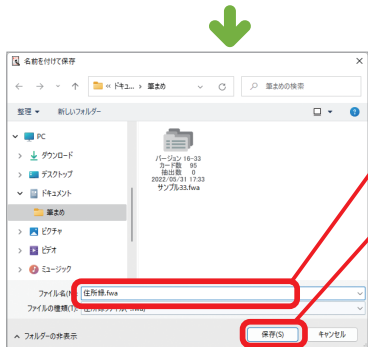 名前を付けて保存
« ドキュ... › 筆まめ
筆まめの検索
整理
新しいフォルダー
PC
ダウンロード
デスクトップ
ドキュメント
筆まめ
ピクチャ
ビデオ
ミュージック
バージョン 16-33
カード数 95
抽出数 0
2022/05/31 17:33
サンプル33.fwa
ファイル名(N): 住所録.fwa
ファイルの種類(T):
フォルダーの非表示
保存(S)
キャンセル